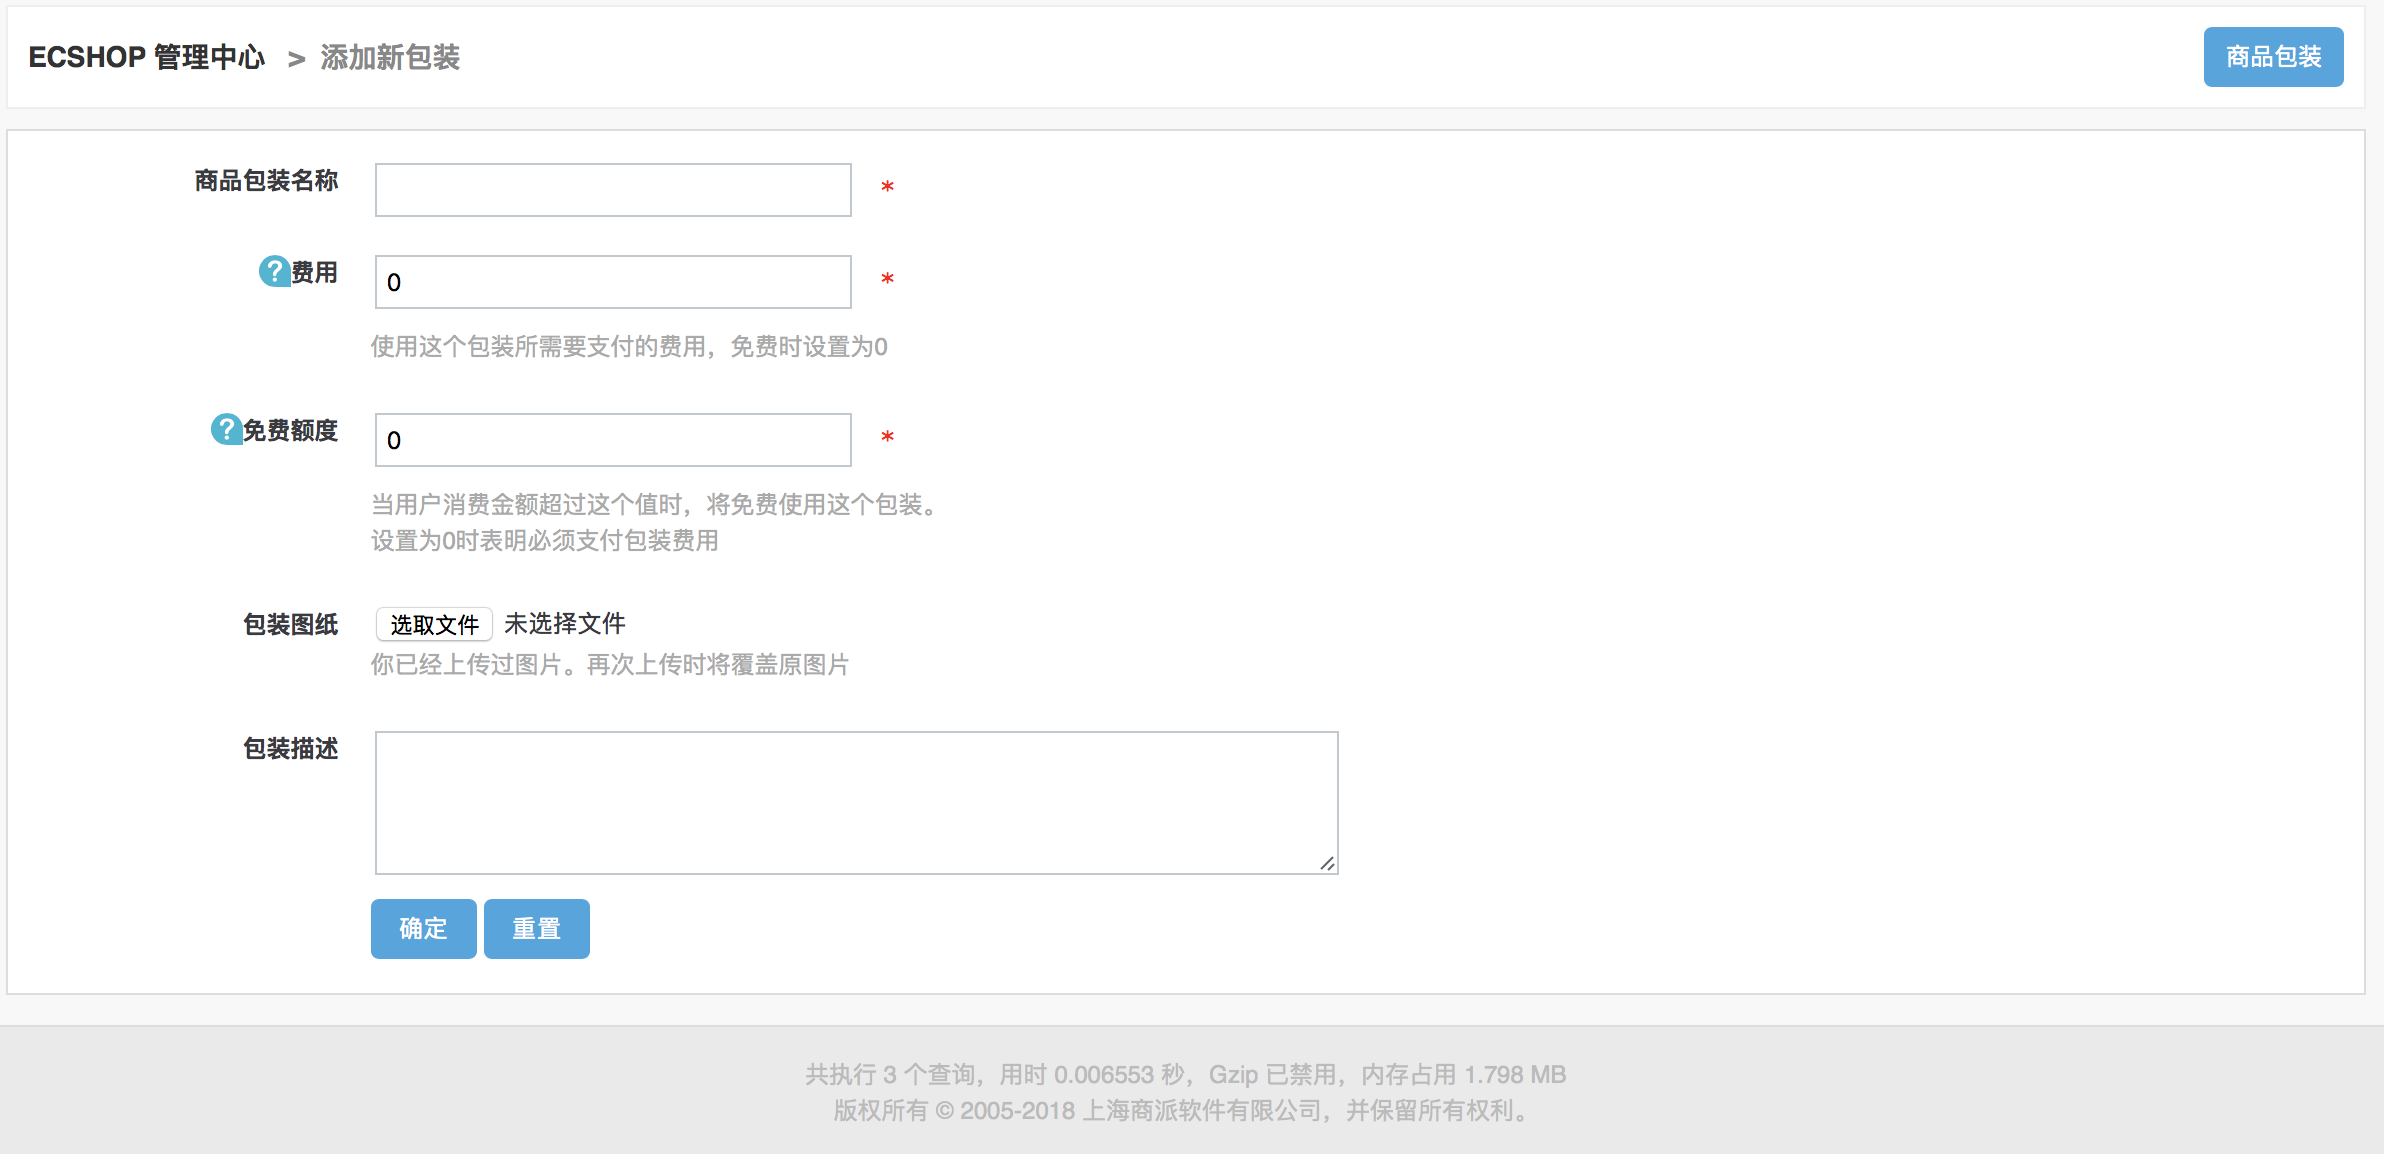 ECSHOP 管理中心 > 添加新包装
商品包装
商品包装名称 *
?费用 0 *
使用这个包装所需要支付的费用，免费时设置为0
?免费额度 0 *
当用户消费金额超过这个值时，将免费使用这个包装。
设置为0时表明必须支付包装费用
包装图纸 选取文件 未选择文件
你已经上传过图片。再次上传时将覆盖原图片
包装描述
确定 重置
共执行 3 个查询，用时 0.006553 秒，Gzip 已禁用，内存占用 1.798 MB
版权所有 © 2005-2018 上海商派软件有限公司，并保留所有权利。